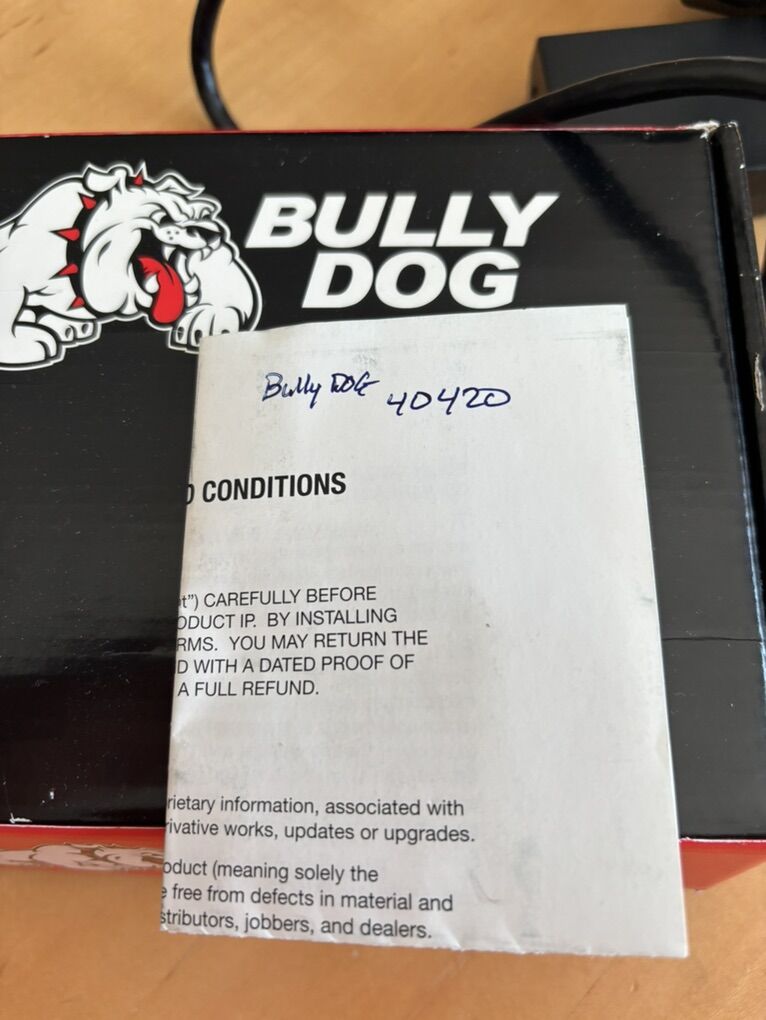 BULLY
DOG
Bully DOG 40420
CONDITIONS
t") CAREFULLY BEFORE
ODUCT IP. BY INSTALLING
RMS. YOU MAY RETURN THE
D WITH A DATED PROOF OF
A FULL REFUND.
rietary information, associated with
ivative works, updates or upgrades.
oduct (meaning solely the
e free from defects in material and
stributors, jobbers, and dealers.